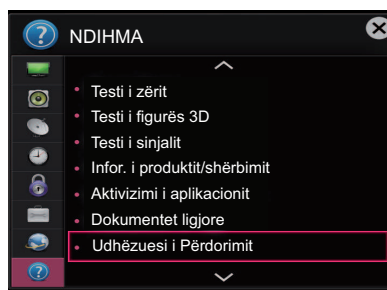 NDIHMA
Testi i zërit
Testi i figurës 3D
Testi i sinjalit
Infor. i produktit/shërbimit
Aktivizimi i aplikacionit
Dokumentet ligjore
Udhëzuesi i Përdorimit